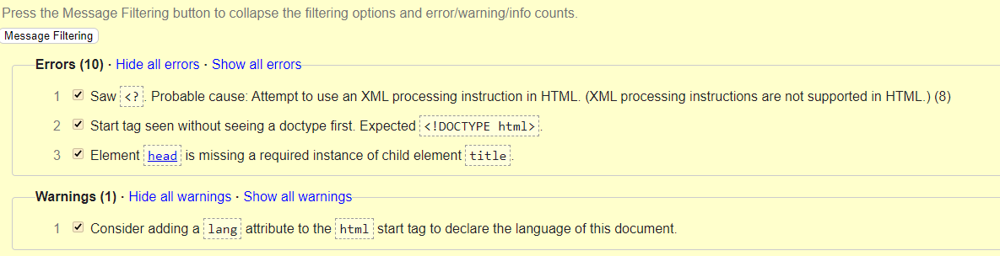 Press the Message Filtering button to collapse the filtering options and error/warning/info counts.
Message Filtering
Errors (10) · Hide all errors · Show all errors
1 Saw <?. Probable cause: Attempt to use an XML processing instruction in HTML. (XML processing instructions are not supported in HTML.) (8)
2 Start tag seen without seeing a doctype first. Expected <!DOCTYPE html>.
3 Element head is missing a required instance of child element title.
Warnings (1) · Hide all warnings · Show all warnings
1 Consider adding a lang attribute to the html start tag to declare the language of this document.